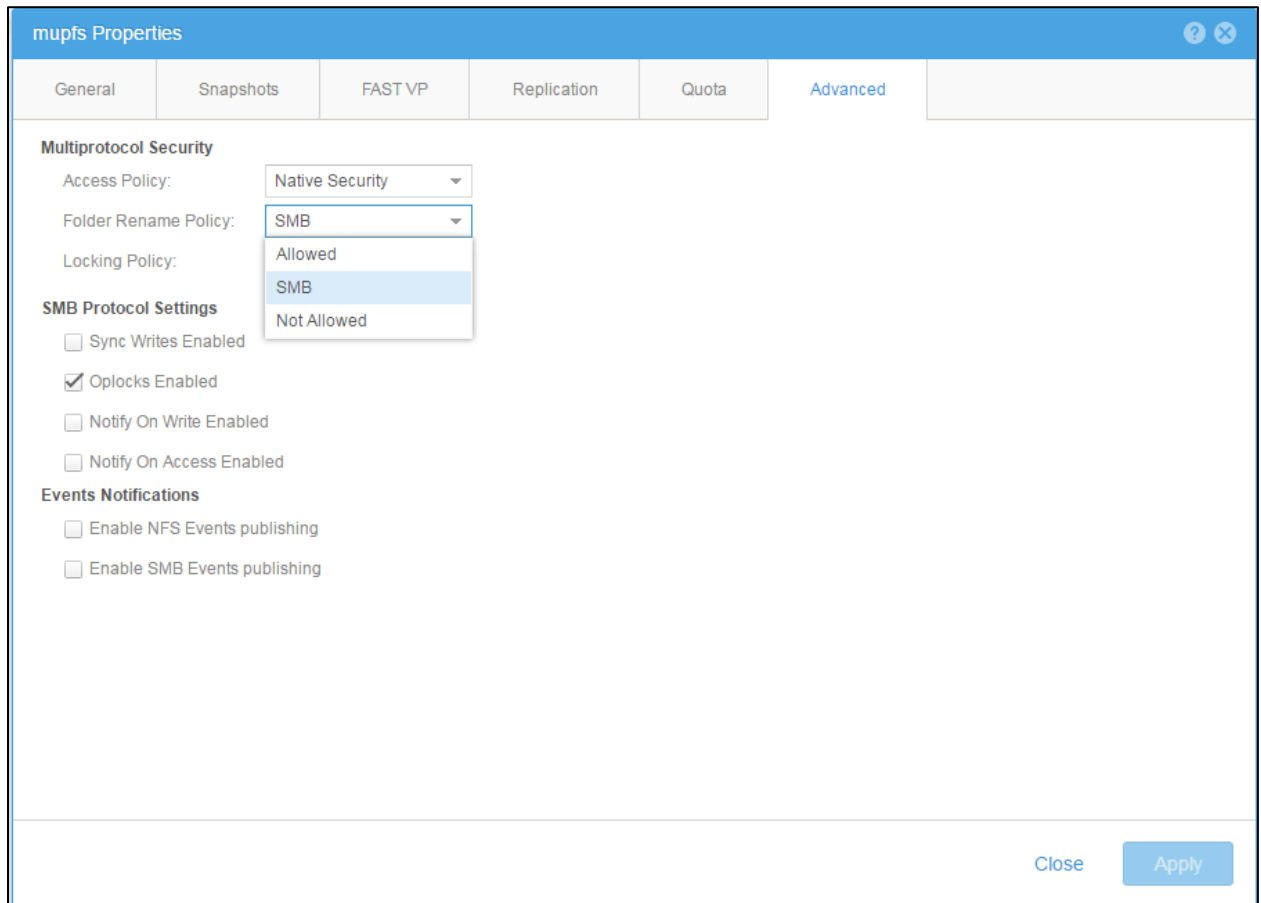 mupfs Properties
General Snapshots FAST VP Replication Quota Advanced
Multiprotocol Security
Access Policy: Native Security
Folder Rename Policy: SMB
Allowed
Locking Policy:
SMB
SMB Protocol Settings
Not Allowed
Sync Writes Enabled
Oplocks Enabled
Notify On Write Enabled
Notify On Access Enabled
Events Notifications
Enable NFS Events publishing
Enable SMB Events publishing
Close Apply